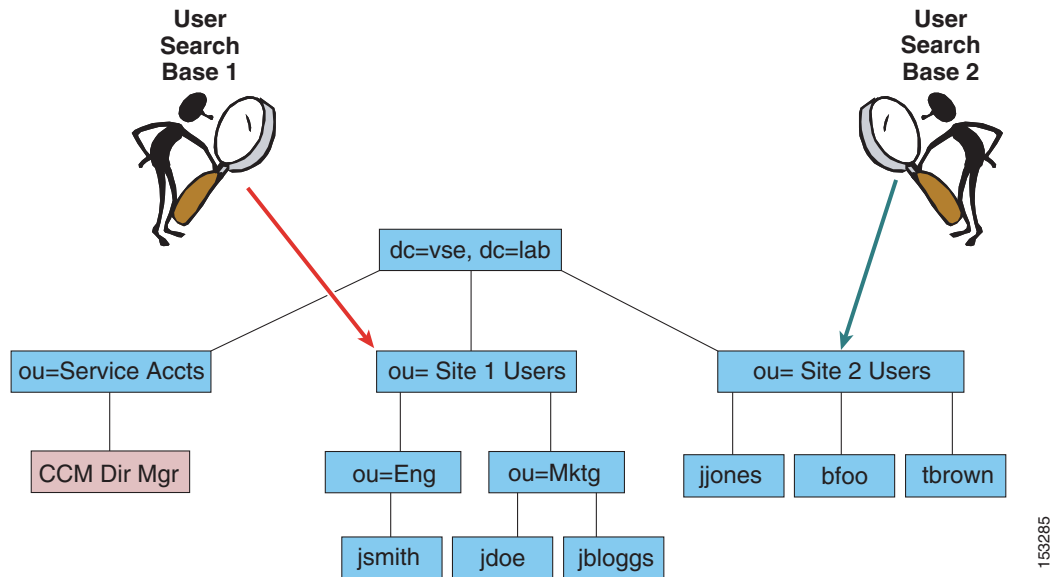 User
Search
Base 1
User
Search
Base 2
dc=vse, dc=lab
ou=Service Accts
ou= Site 1 Users
ou= Site 2 Users
CCM Dir Mgr
ou=Eng
ou=Mktg
jjones
bfoo
tbrown
jsmith
jdoe
jbloggs
153285